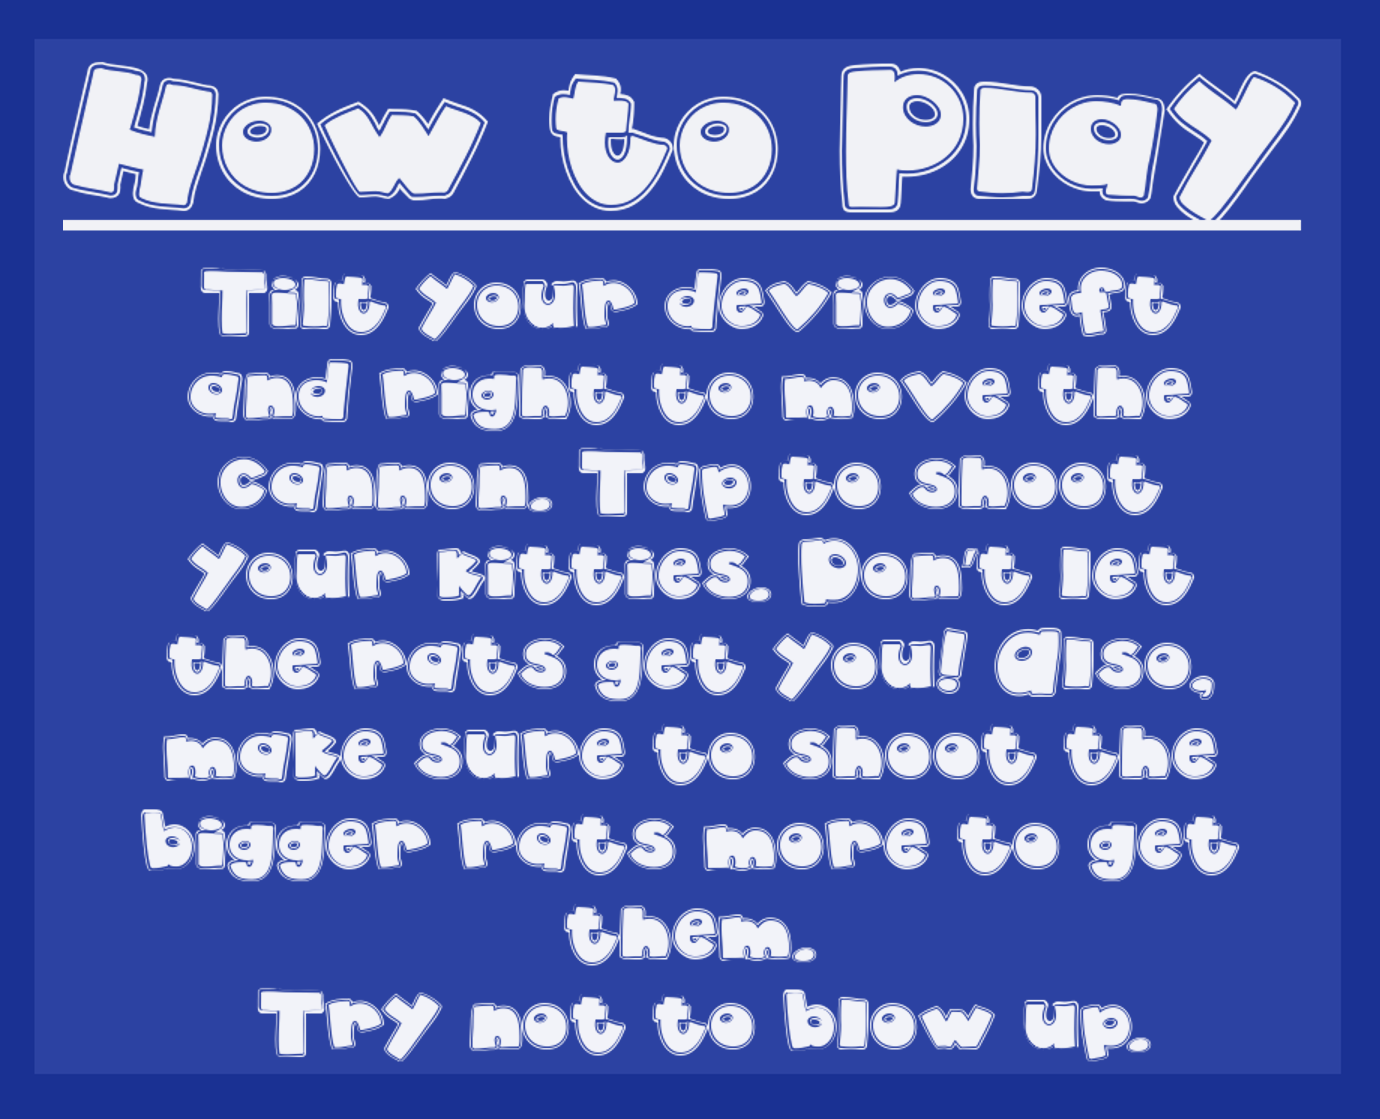 How to Play
Tilt your device left
and right to move the
cannon. Tap to shoot
your kitties. Don't let
the rats get you! Also,
make sure to shoot the
bigger rats more to get
them.
Try not to blow up.